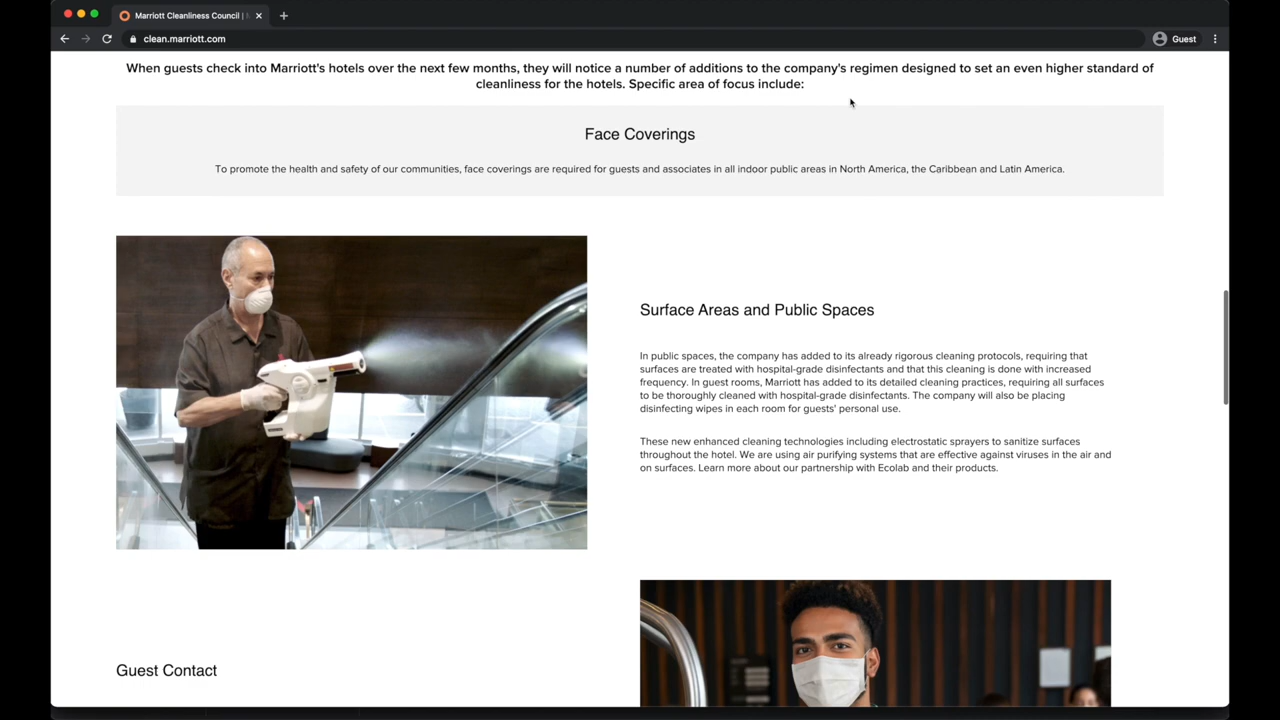 Marriott Cleanliness Council |
clean.marriott.com
Guest
When guests check into Marriott's hotels over the next few months, they will notice a number of additions to the company's regimen designed to set an even higher standard of
cleanliness for the hotels. Specific area of focus include:
Face Coverings
To promote the health and safety of our communities, face coverings are required for guests and associates in all indoor public areas in North America, the Caribbean and Latin America.
Surface Areas and Public Spaces
In public spaces, the company has added to its already rigorous cleaning protocols, requiring that
surfaces are treated with hospital-grade disinfectants and that this cleaning is done with increased
frequency. In guest rooms, Marriott has added to its detailed cleaning practices, requiring all surfaces
to be thoroughly cleaned with hospital-grade disinfectants. The company will also be placing
disinfecting wipes in each room for guests' personal use.
These new enhanced cleaning technologies including electrostatic sprayers to sanitize surfaces
throughout the hotel. We are using air purifying systems that are effective against viruses in the air and
on surfaces. Learn more about our partnership with Ecolab and their products.
Guest Contact